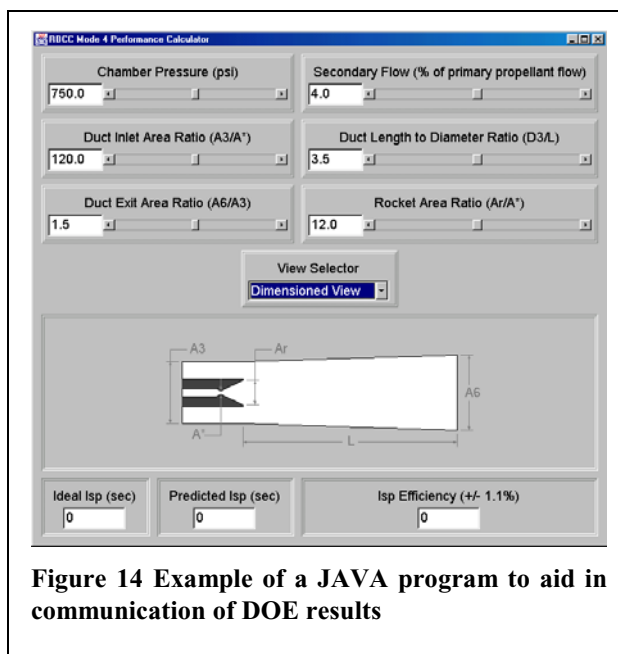 RBCC Mode 4 Performance Calculator
Chamber Pressure (psi)
750.0
Secondary Flow (% of primary propellant flow)
4.0
Duct Inlet Area Ratio (A3/A*)
120.0
Duct Length to Diameter Ratio (D3/L)
3.5
Duct Exit Area Ratio (A6/A3)
1.5
Rocket Area Ratio (Ar/A*)
12.0
View Selector
Dimensioned View
A3
Ar
A6
A*
L
Ideal Isp (sec)
0
Predicted Isp (sec)
0
Isp Efficiency (+/- 1.1%)
0
Figure 14 Example of a JAVA program to aid in
communication of DOE results